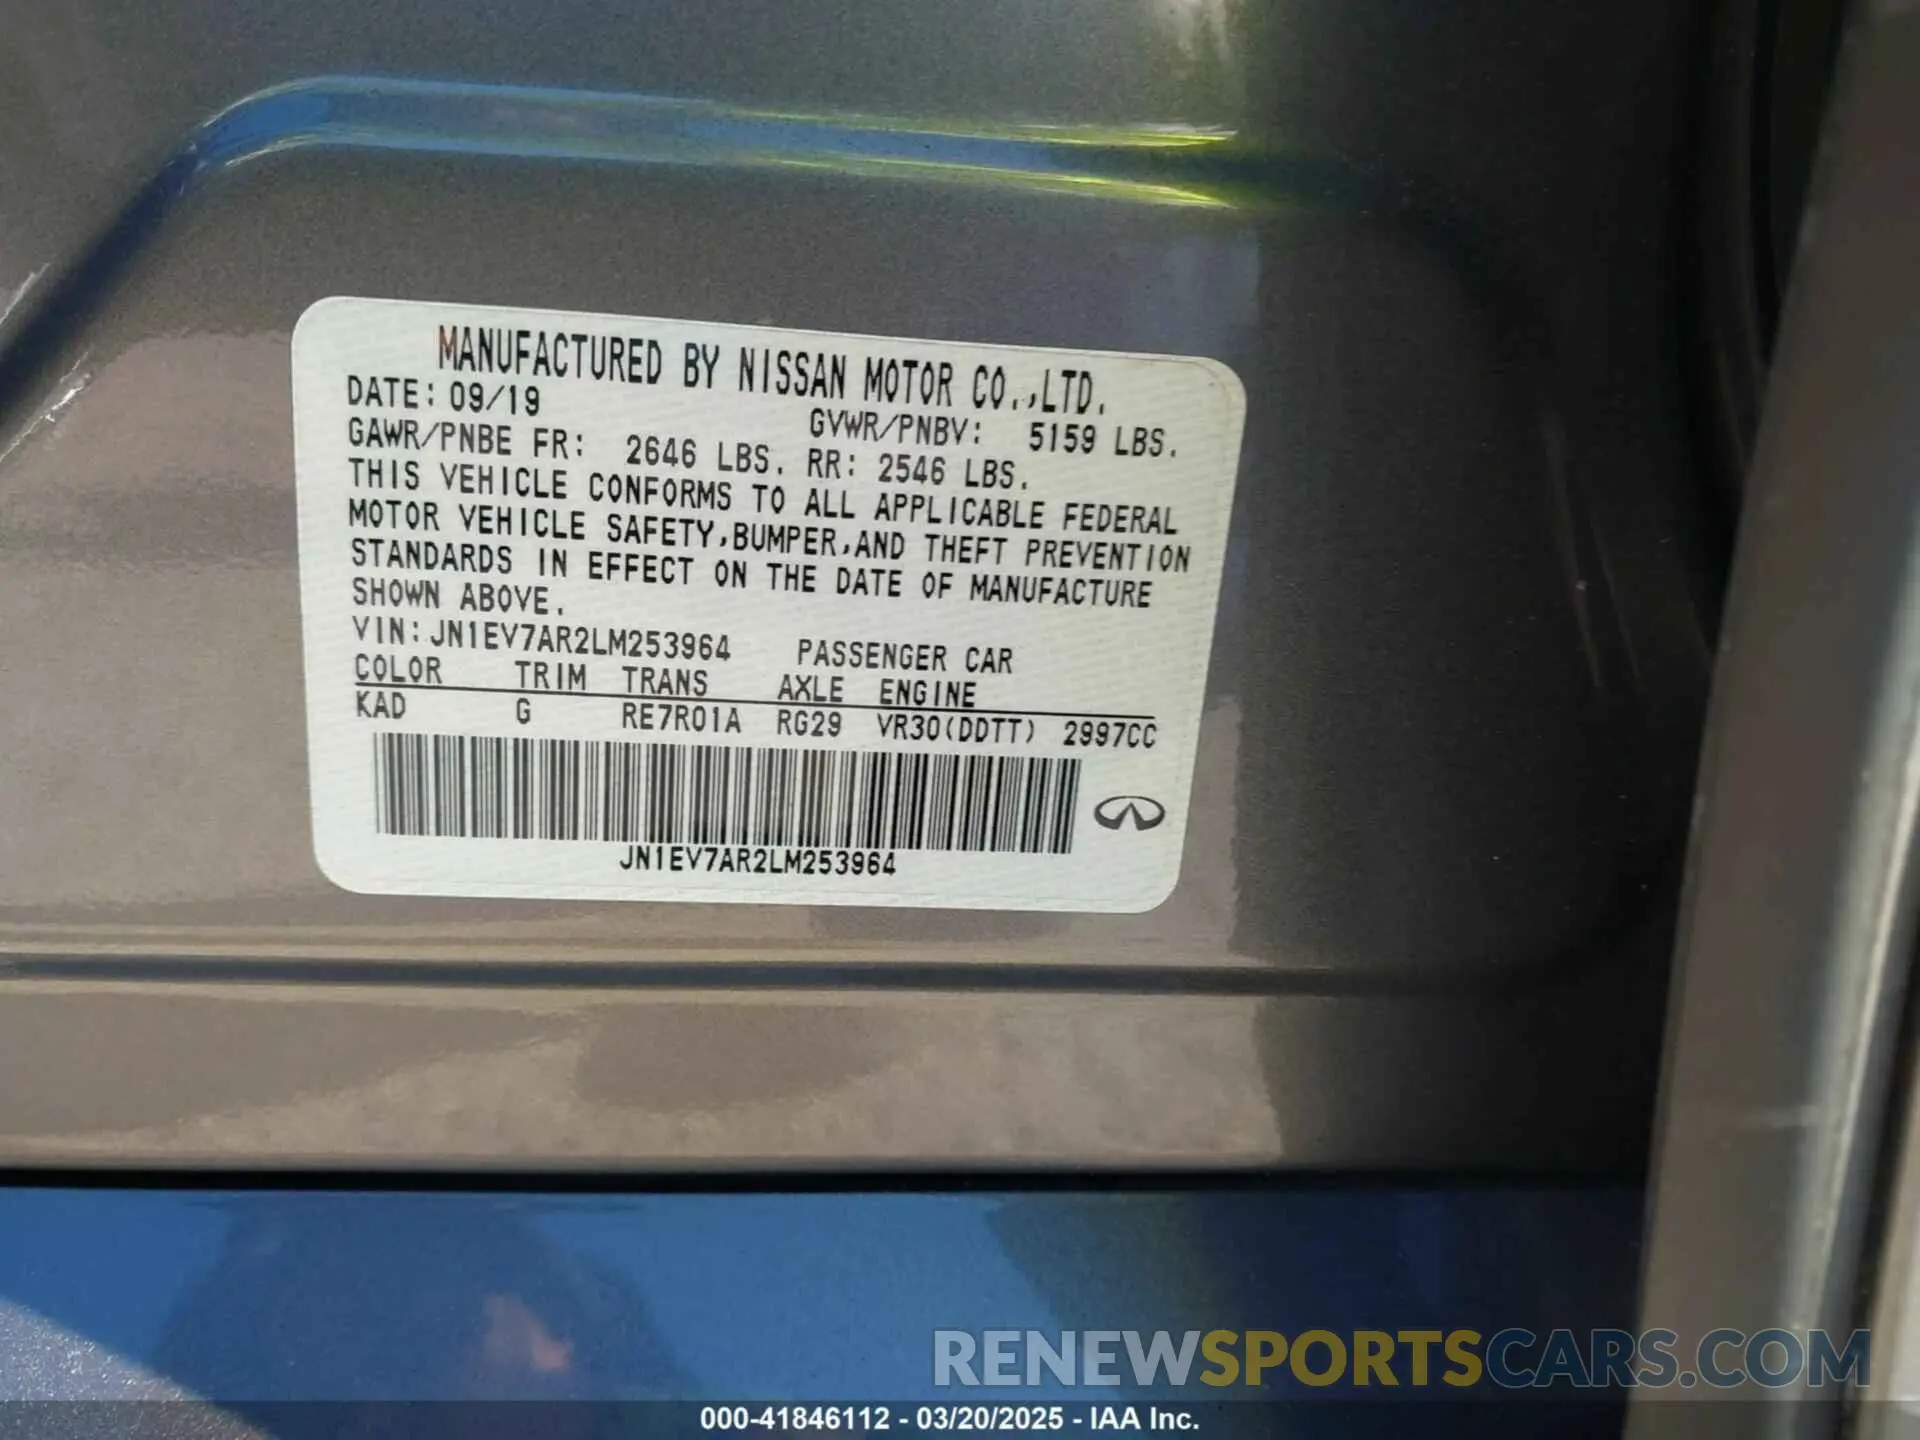 MANUFACTURED BY NISSAN MOTOR CO.,LTD.
DATE: 09/19 GVWR/PNBV: 5159 LBS.
GAWR/PNBE FR: 2646 LBS. RR: 2546 LBS.
THIS VEHICLE CONFORMS TO ALL APPLICABLE FEDERAL
MOTOR VEHICLE SAFETY,BUMPER,AND THEFT PREVENTION
STANDARDS IN EFFECT ON THE DATE OF MANUFACTURE
SHOWN ABOVE.
VIN:JN1EV7AR2LM253964 PASSENGER CAR
COLOR TRIM TRANS AXLE ENGINE
KAD G RE7R01A RG29 VR30(DDTT) 2997CC
JN1EV7AR2LM253964
RENEWSPORTSCARS.COM
000-41846112 - 03/20/2025 - IAA Inc.